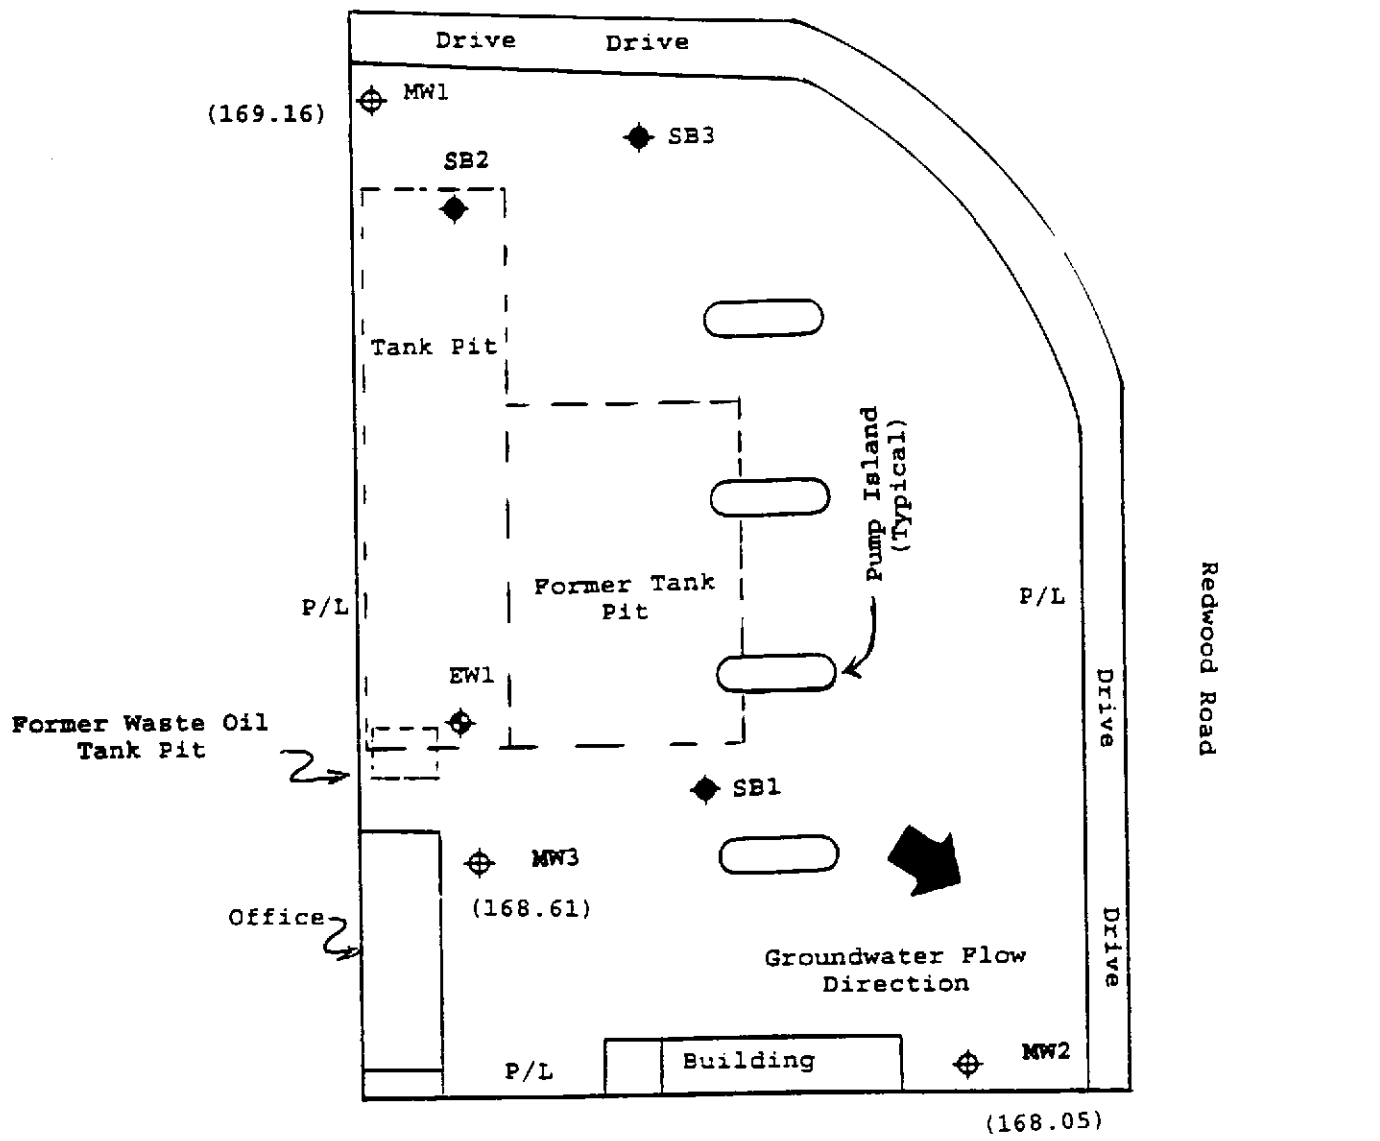 Drive Drive
MW1
(169.16)
SB3
SB2
Tank Pit
Pump Island
(Typical)
Former Tank
Pit
P/L
P/L
Redwood Road
EW1
Drive
Former Waste Oil
Tank Pit
SB1
MW3
(168.61)
Office
Drive
Groundwater Flow
Direction
MW2
Building
P/L
(168.05)